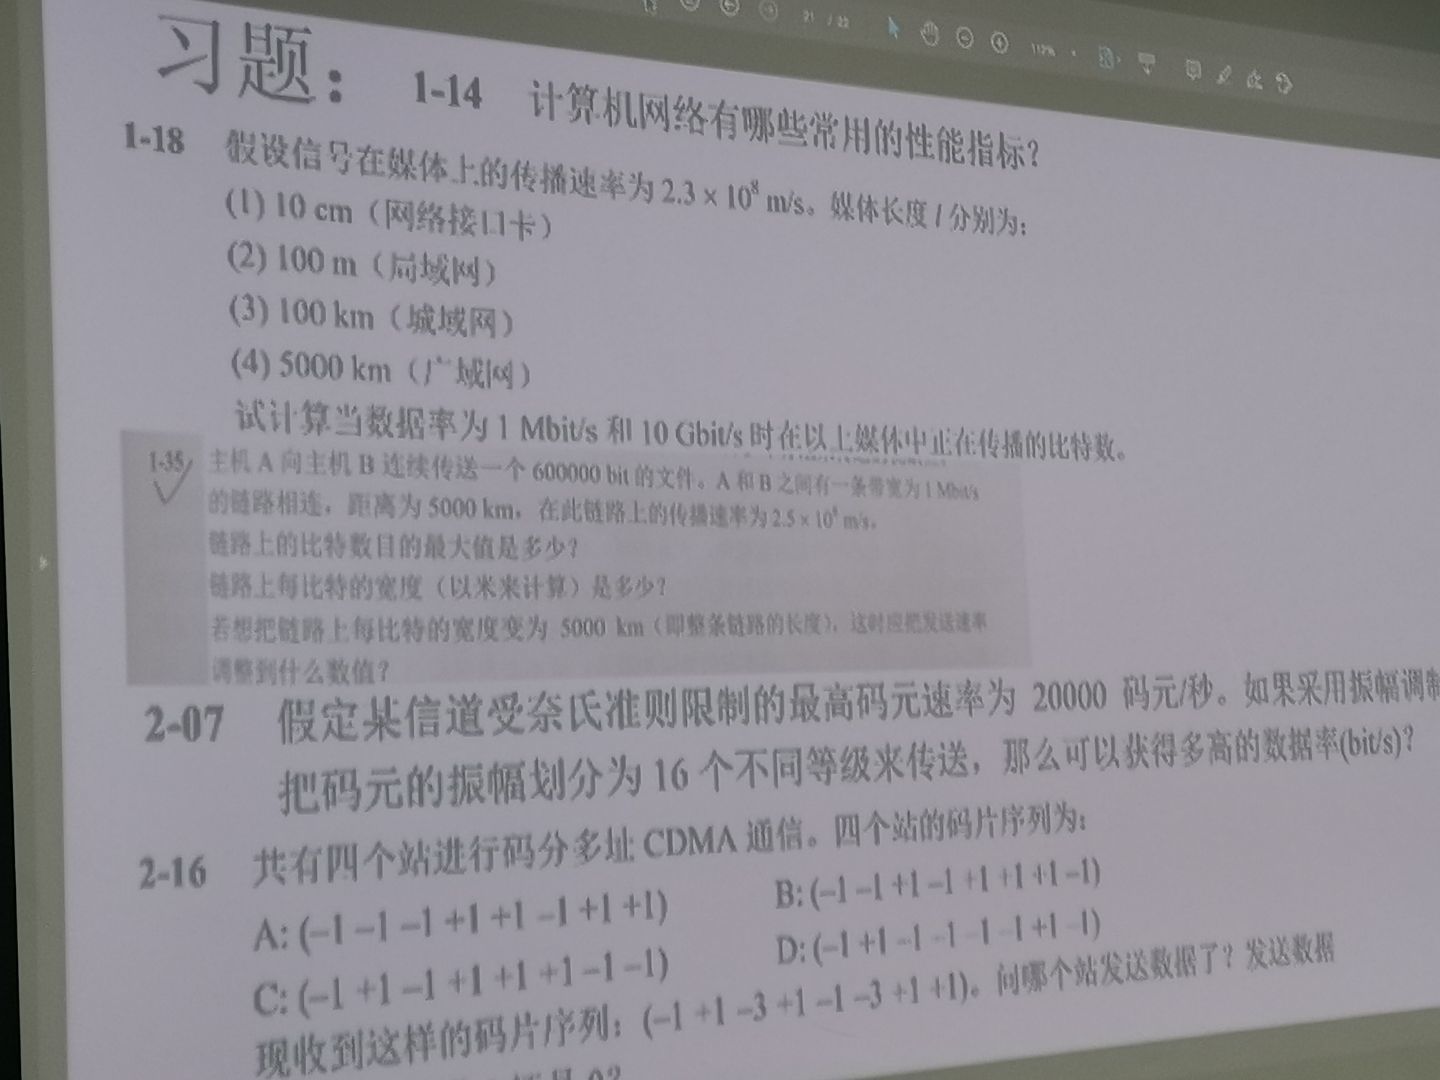 21 / 22
112%
习题： 1-14 计算机网络有哪些常用的性能指标？
1-18 假设信号在媒体上的传播速率为 2.3 × 10⁸ m/s。媒体长度 l 分别为：
(1) 10 cm（网络接口卡）
(2) 100 m（局域网）
(3) 100 km（城域网）
(4) 5000 km（广域网）
试计算当数据率为 1 Mbit/s 和 10 Gbit/s 时在以上媒体中正在传播的比特数。
1-35 主机 A 向主机 B 连续传送一个 600000 bit 的文件。A 和 B 之间有一条带宽为 1 Mbit/s
的链路相连，距离为 5000 km，在此链路上的传播速率为 2.5 × 10⁸ m/s。
链路上的比特数目的最大值是多少？
链路上每比特的宽度（以米来计算）是多少？
若想把链路上每比特的宽度变为 5000 km（即整条链路的长度），这时应把发送速率
调整到什么数值？
2-07 假定某信道受奈氏准则限制的最高码元速率为 20000 码元/秒。如果采用振幅调制
把码元的振幅划分为 16 个不同等级来传送，那么可以获得多高的数据率(bit/s)？
2-16 共有四个站进行码分多址 CDMA 通信。四个站的码片序列为：
A: (–1 –1 –1 +1 +1 –1 +1 +1) B: (–1 –1 +1 –1 +1 +1 +1 –1)
C: (–1 +1 –1 +1 +1 +1 –1 –1) D: (–1 +1 –1 –1 –1 –1 +1 –1)
现收到这样的码片序列：(–1 +1 –3 +1 –1 –3 +1 +1)。问哪个站发送数据了？发送数据